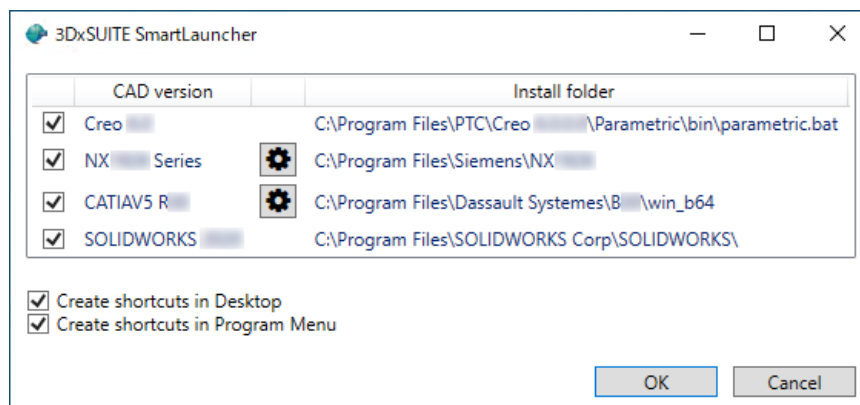 3DxSUITE SmartLauncher
CAD version Install folder
Creo C:\Program Files\PTC\Creo \Parametric\bin\parametric.bat
NX Series C:\Program Files\Siemens\NX
CATIAV5 R C:\Program Files\Dassault Systemes\B \win_b64
SOLIDWORKS C:\Program Files\SOLIDWORKS Corp\SOLIDWORKS\
Create shortcuts in Desktop
Create shortcuts in Program Menu
OK Cancel